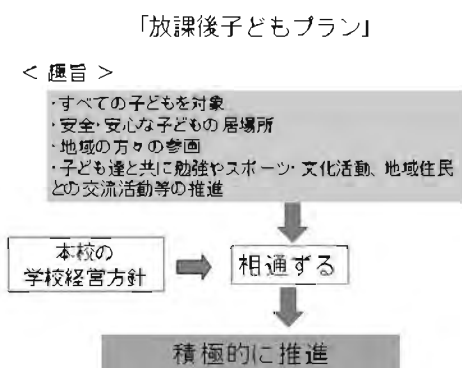 「放課後子どもプラン」
＜ 趣旨 ＞
・すべての子どもを対象
・安全・安心な子どもの居場所
・地域の方々の参画
・子ども達と共に勉強やスポーツ・文化活動、地域住民
との交流活動等の推進
本校の
学校経営方針
相通ずる
積極的に推進